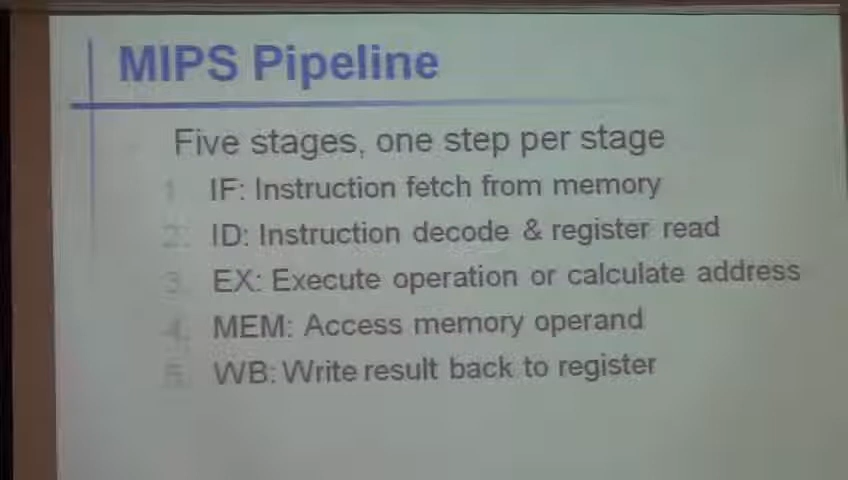 MIPS Pipeline
Five stages, one step per stage
1. IF: Instruction fetch from memory
2. ID: Instruction decode & register read
3. EX: Execute operation or calculate address
4. MEM: Access memory operand
5. WB: Write result back to register